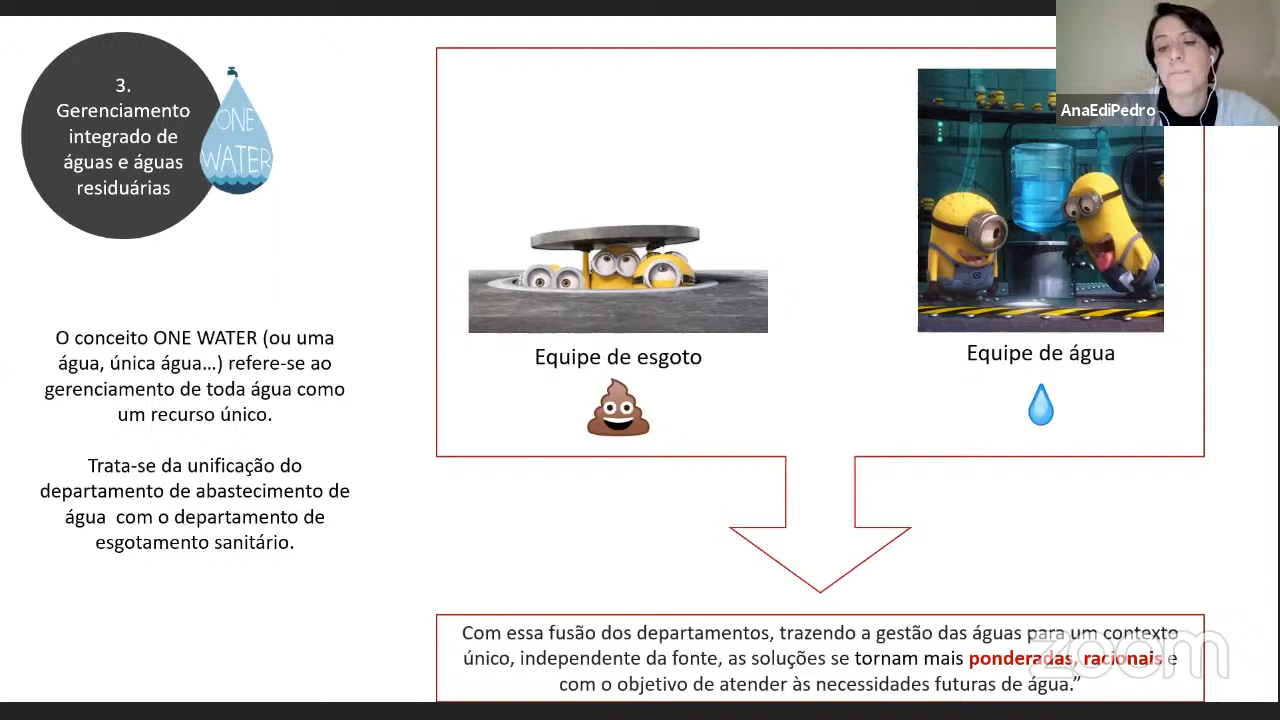 3.
Gerenciamento
integrado de
águas e águas
residuárias
ONE
WATER
O conceito ONE WATER (ou uma
água, única água...) refere-se ao
gerenciamento de toda água como
um recurso único.
Trata-se da unificação do
departamento de abastecimento de
água com o departamento de
esgotamento sanitário.
Equipe de esgoto
Equipe de água
AnaEdiPedro
Com essa fusão dos departamentos, trazendo a gestão das águas para um contexto
único, independente da fonte, as soluções se tornam mais ponderadas, racionais e
com o objetivo de atender às necessidades futuras de água.”
zoom